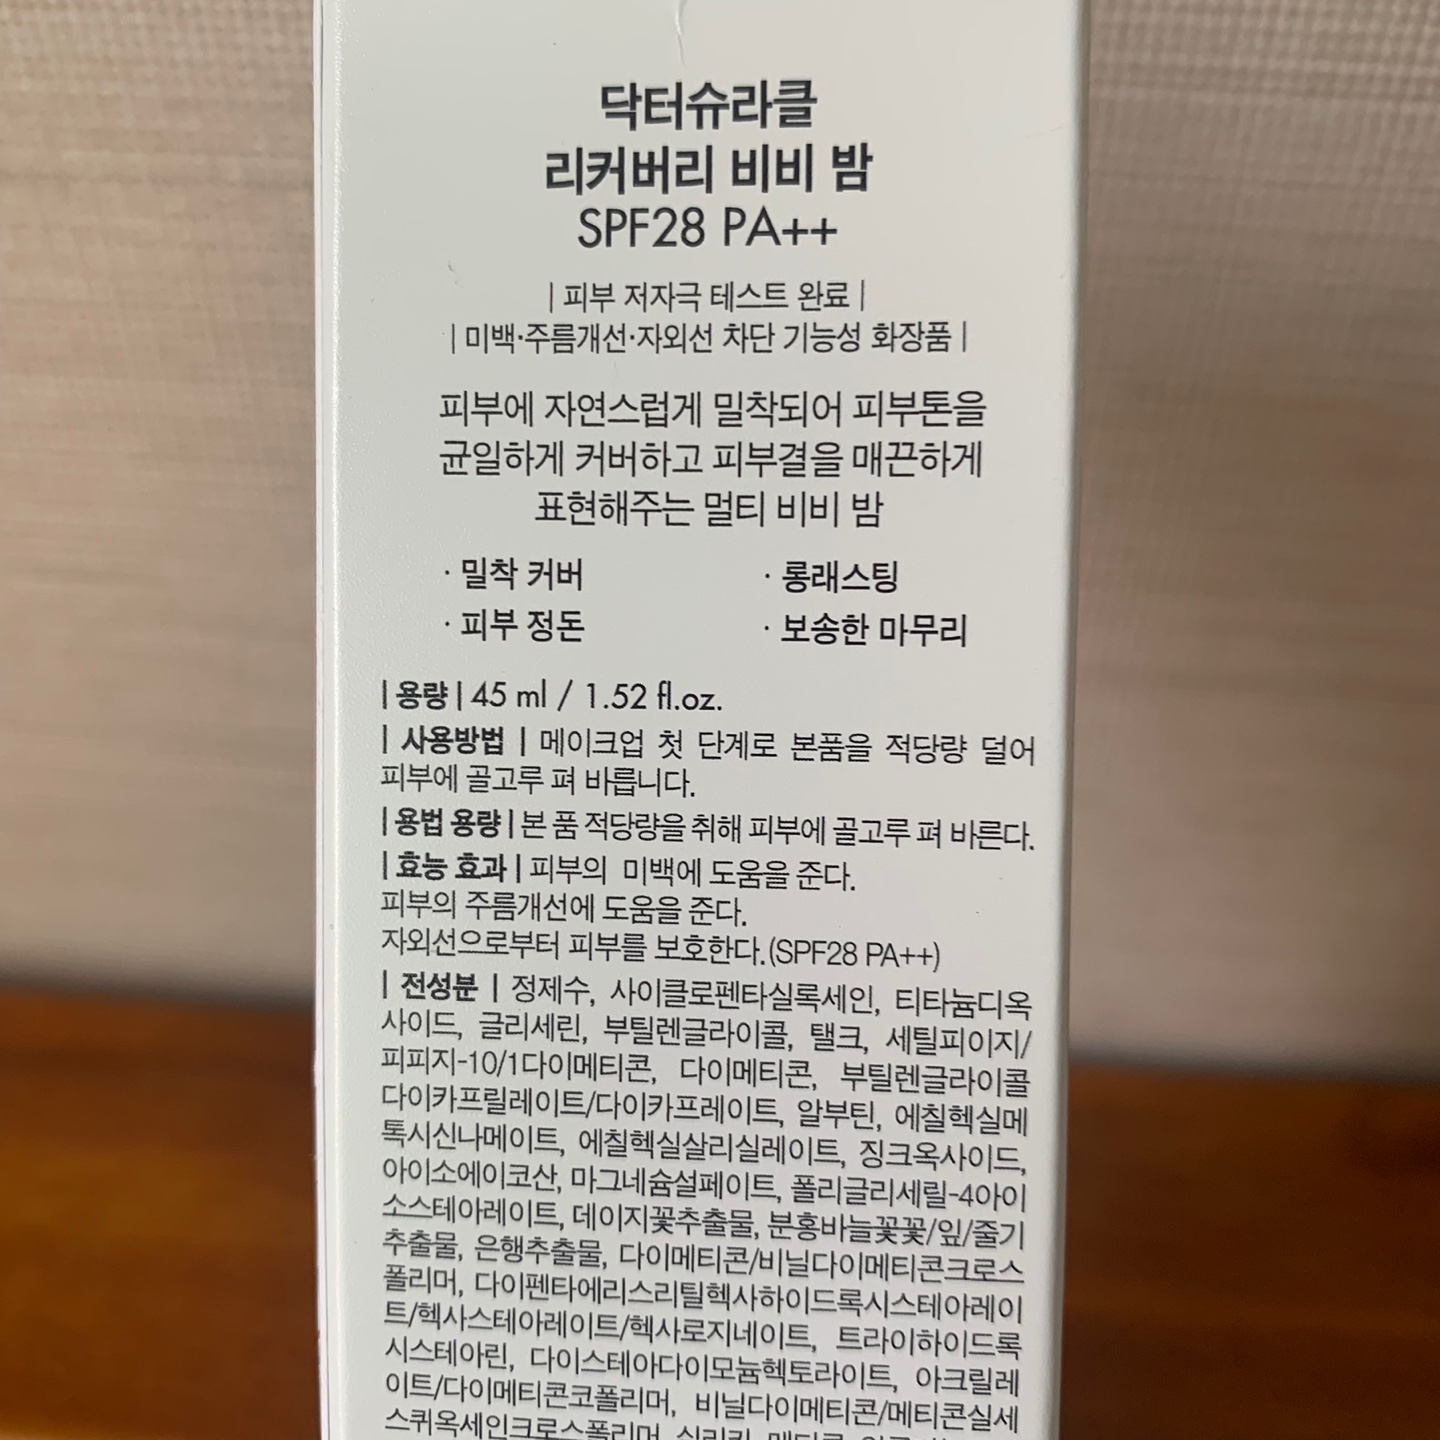 닥터슈라클
리커버리 비비 밤
SPF28 PA++
| 피부 저자극 테스트 완료 |
| 미백·주름개선·자외선 차단 기능성 화장품 |
피부에 자연스럽게 밀착되어 피부톤을
균일하게 커버하고 피부결을 매끈하게
표현해주는 멀티 비비 밤
· 밀착 커버 · 롱래스팅
· 피부 정돈 · 보송한 마무리
| 용량 | 45 ml / 1.52 fl.oz.
| 사용방법 | 메이크업 첫 단계로 본품을 적당량 덜어
피부에 골고루 펴 바릅니다.
| 용법 용량 | 본 품 적당량을 취해 피부에 골고루 펴 바른다.
| 효능 효과 | 피부의 미백에 도움을 준다.
피부의 주름개선에 도움을 준다.
자외선으로부터 피부를 보호한다.(SPF28 PA++)
| 전성분 | 정제수, 사이클로펜타실록세인, 티타늄디옥
사이드, 글리세린, 부틸렌글라이콜, 탤크, 세틸피이지/
피피지-10/1다이메티콘, 다이메티콘, 부틸렌글라이콜
다이카프릴레이트/다이카프레이트, 알부틴, 에칠헥실메
톡시신나메이트, 에칠헥실살리실레이트, 징크옥사이드,
아이소에이코산, 마그네슘설페이트, 폴리글리세릴-4아이
소스테아레이트, 데이지꽃추출물, 분홍바늘꽃꽃/잎/줄기
추출물, 은행추출물, 다이메티콘/비닐다이메티콘크로스
폴리머, 다이펜타에리스리틸헥사하이드록시스테아레이
트/헥사스테아레이트/헥사로지네이트, 트라이하이드록
시스테아린, 다이스테아다이모늄헥토라이트, 아크릴레
이트/다이메티콘코폴리머, 비닐다이메티콘/메티콘실세
스퀴옥세인크로스폴리머, 실리카,